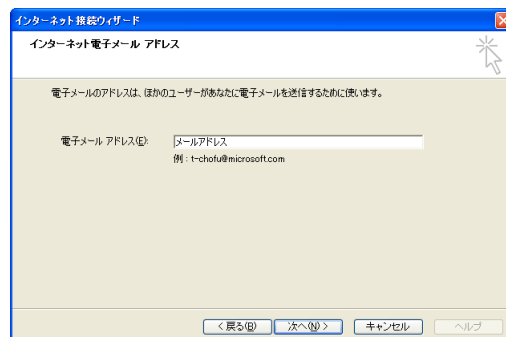 インターネット接続ウィザード
インターネット電子メール アドレス
電子メールのアドレスは、ほかのユーザーがあなたに電子メールを送信するために使います。
電子メール アドレス(E): メールアドレス
例 : t-chofu@microsoft.com
< 戻る(B) 次へ(N) > キャンセル ヘルプ